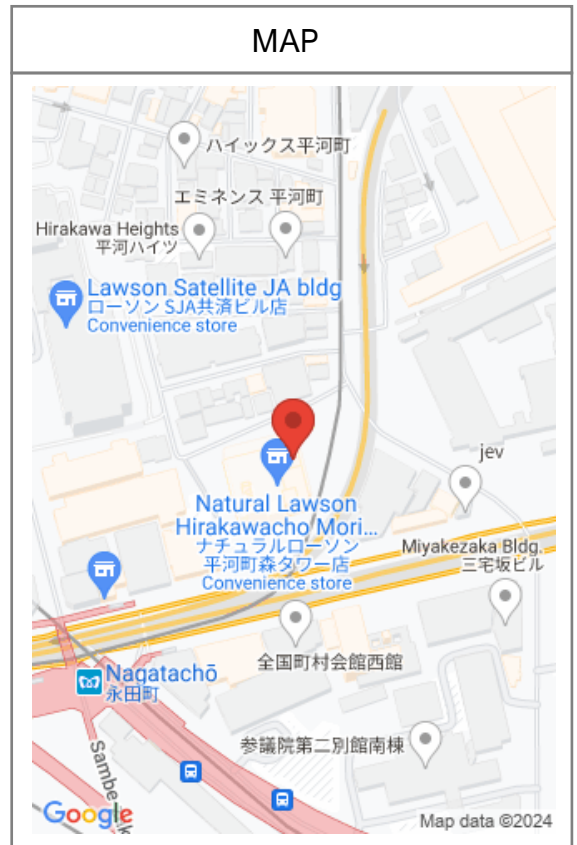 MAP
ハイックス平河町
エミネンス 平河町
Hirakawa Heights
平河ハイツ
Lawson Satellite JA bldg
ローソン SJA共済ビル店
Convenience store
jev
Natural Lawson
Hirakawacho Mori...
ナチュラルローソン
平河町森タワー店
Convenience store
Miyakezaka Bldg.
三宅坂ビル
全国町村会館西館
Nagatachō
永田町
参議院第二別館南棟
Google
Map data ©2024